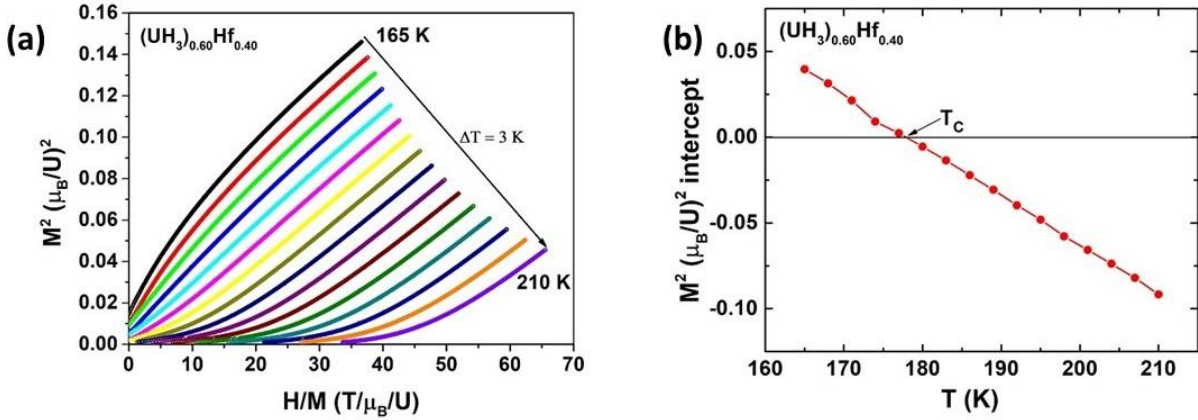 (a)
(UH₃)₀.₆₀Hf₀.₄₀
165 K
ΔT = 3 K
210 K
0.16
0.14
0.12
0.10
0.08
0.06
0.04
0.02
0.00
M² (μB/U)²
0 10 20 30 40 50 60 70
H/M (T/μB/U)
(b)
(UH₃)₀.₆₀Hf₀.₄₀
TC
0.05
0.00
-0.05
-0.10
M² (μB/U)² intercept
160 170 180 190 200 210
T (K)